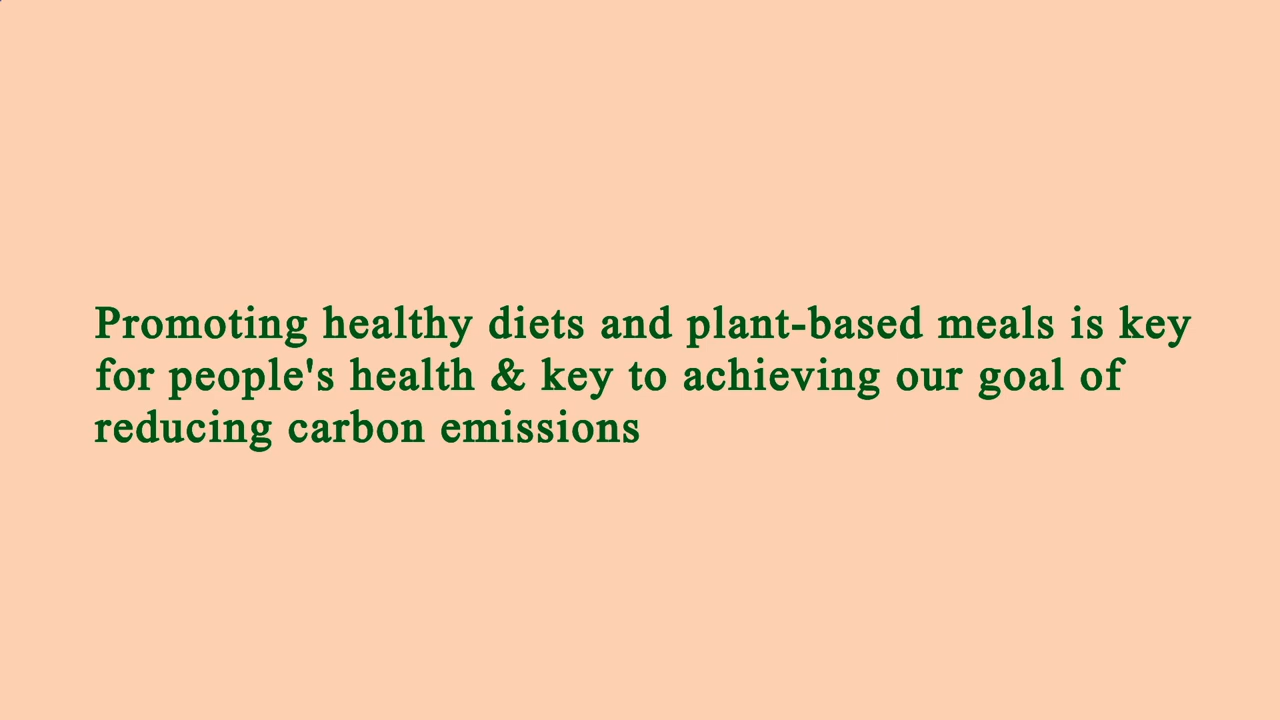 Promoting healthy diets and plant-based meals is key
for people's health & key to achieving our goal of
reducing carbon emissions